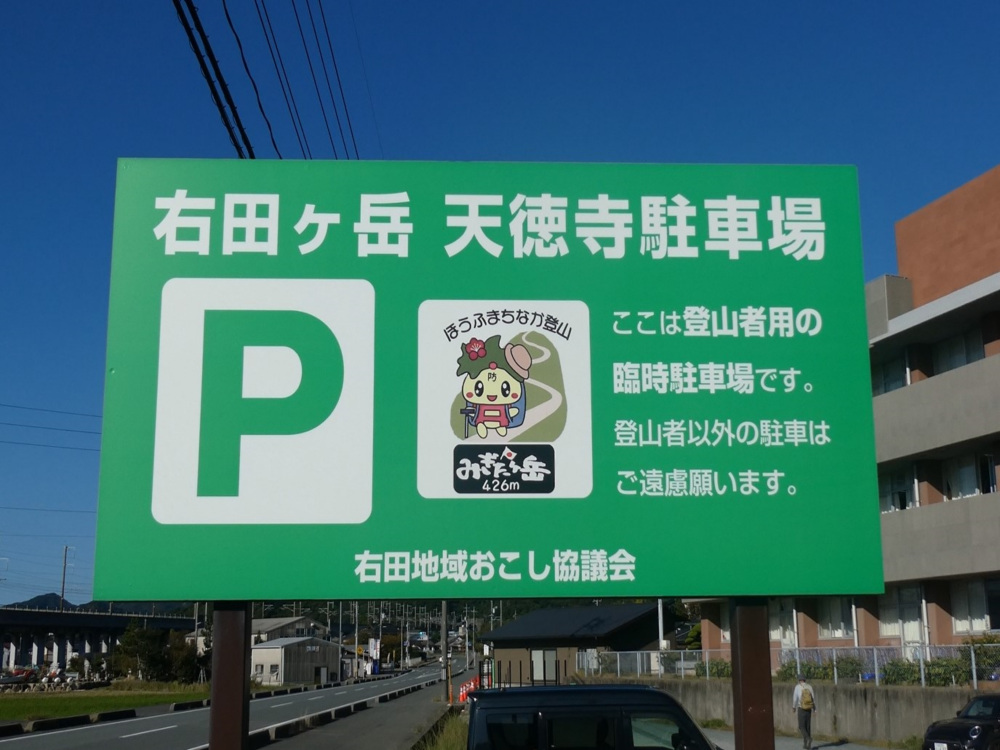 右田ヶ岳 天徳寺駐車場
P
ほうふまちなか登山
防
みぎたヶ岳
426m
ここは登山者用の
臨時駐車場です。
登山者以外の駐車は
ご遠慮願います。
右田地域おこし協議会